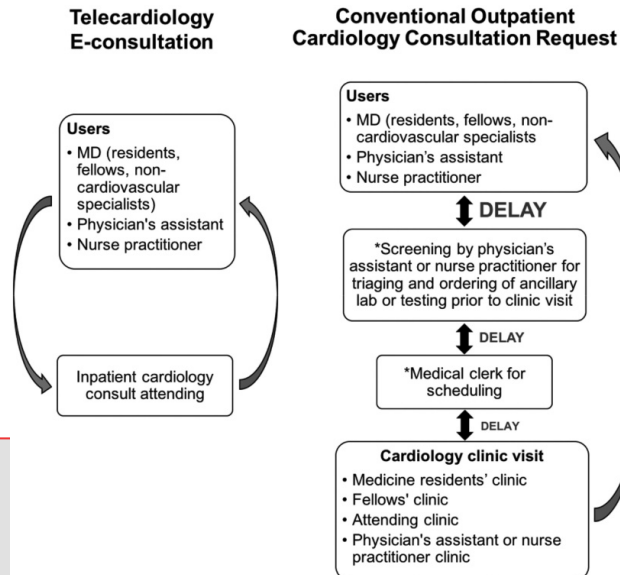 Telecardiology
E-consultation
Users
• MD (residents,
fellows, non-
cardiovascular
specialists)
• Physician's assistant
• Nurse practitioner
Inpatient cardiology
consult attending
Conventional Outpatient
Cardiology Consultation Request
Users
• MD (residents, fellows, non-
cardiovascular specialists
• Physician's assistant
• Nurse practitioner
DELAY
*Screening by physician's
assistant or nurse practitioner for
triaging and ordering of ancillary
lab or testing prior to clinic visit
DELAY
*Medical clerk for
scheduling
DELAY
Cardiology clinic visit
• Medicine residents' clinic
• Fellows' clinic
• Attending clinic
• Physician's assistant or nurse
practitioner clinic